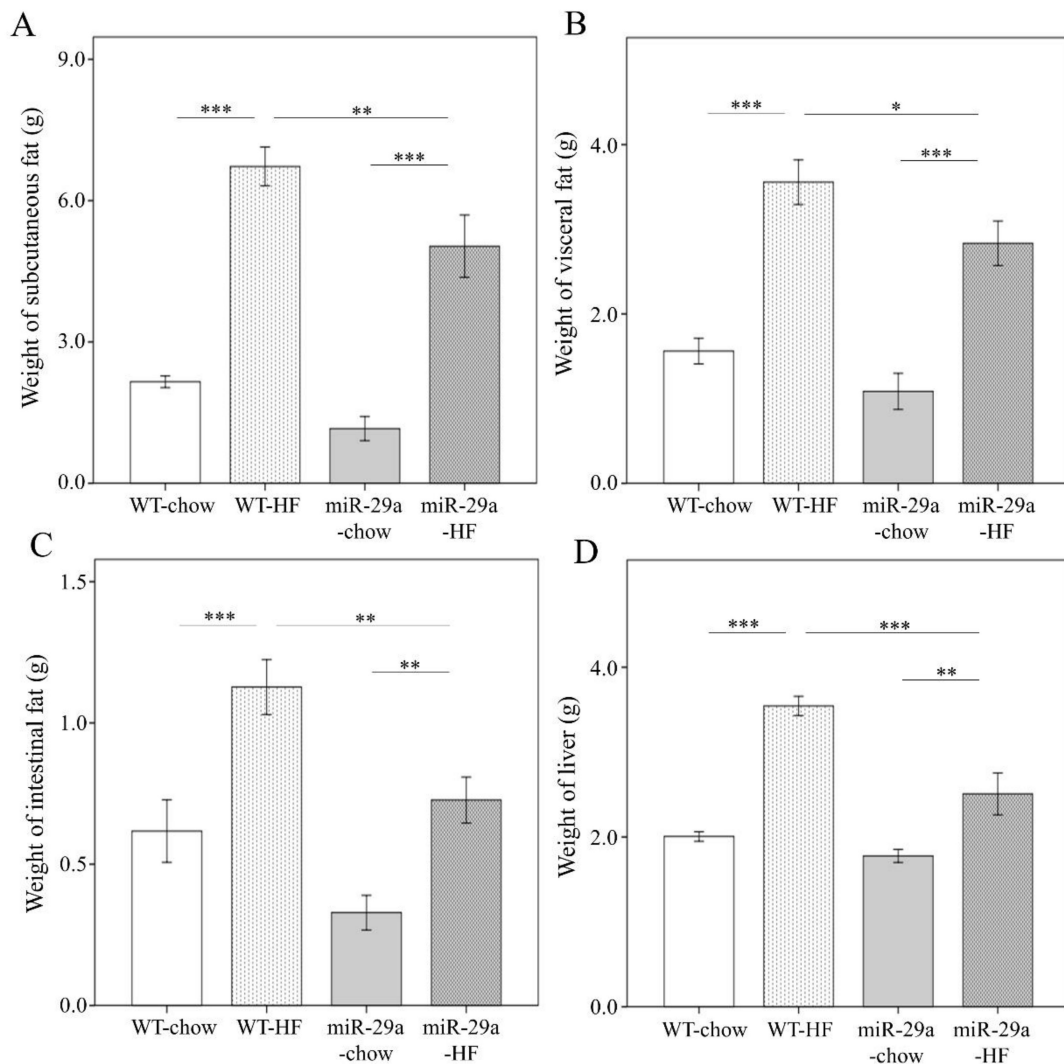 A
Weight of subcutaneous fat (g)
9.0
6.0
3.0
0.0
***
**
***
WT-chow
WT-HF
miR-29a
-chow
miR-29a
-HF
B
Weight of visceral fat (g)
4.0
2.0
0.0
***
*
***
WT-chow
WT-HF
miR-29a
-chow
miR-29a
-HF
C
Weight of intestinal fat (g)
1.5
1.0
0.5
0.0
***
**
**
WT-chow
WT-HF
miR-29a
-chow
miR-29a
-HF
D
Weight of liver (g)
4.0
2.0
0.0
***
***
**
WT-chow
WT-HF
miR-29a
-chow
miR-29a
-HF